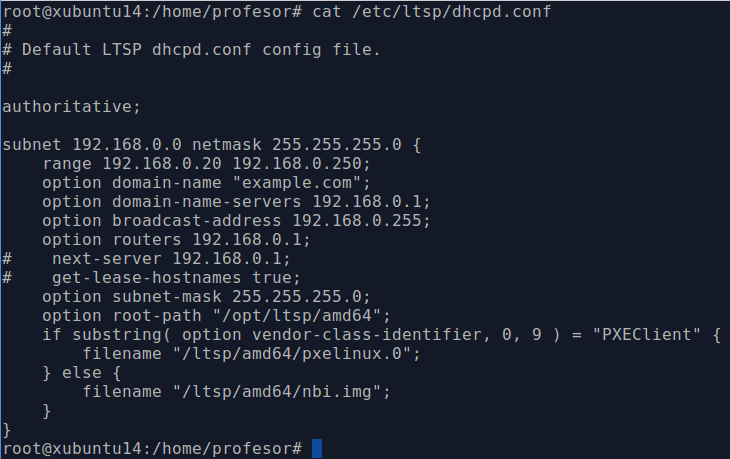 root@xubuntu14:/home/profesor# cat /etc/ltsp/dhcpd.conf
#
# Default LTSP dhcpd.conf config file.
#

authoritative;

subnet 192.168.0.0 netmask 255.255.255.0 {
    range 192.168.0.20 192.168.0.250;
    option domain-name "example.com";
    option domain-name-servers 192.168.0.1;
    option broadcast-address 192.168.0.255;
    option routers 192.168.0.1;
#    next-server 192.168.0.1;
#    get-lease-hostnames true;
    option subnet-mask 255.255.255.0;
    option root-path "/opt/ltsp/amd64";
    if substring( option vendor-class-identifier, 0, 9 ) = "PXEClient" {
        filename "/ltsp/amd64/pxelinux.0";
    } else {
        filename "/ltsp/amd64/nbi.img";
    }
}
root@xubuntu14:/home/profesor#